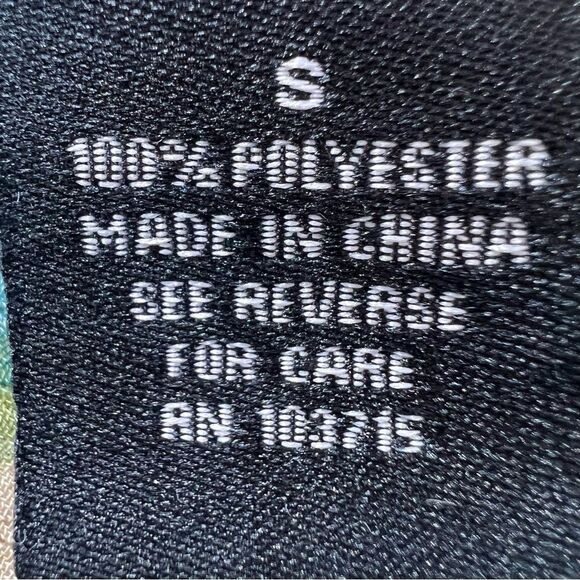 S
100% POLYESTER
MADE IN CHINA
SEE REVERSE
FOR CARE
RN 103715